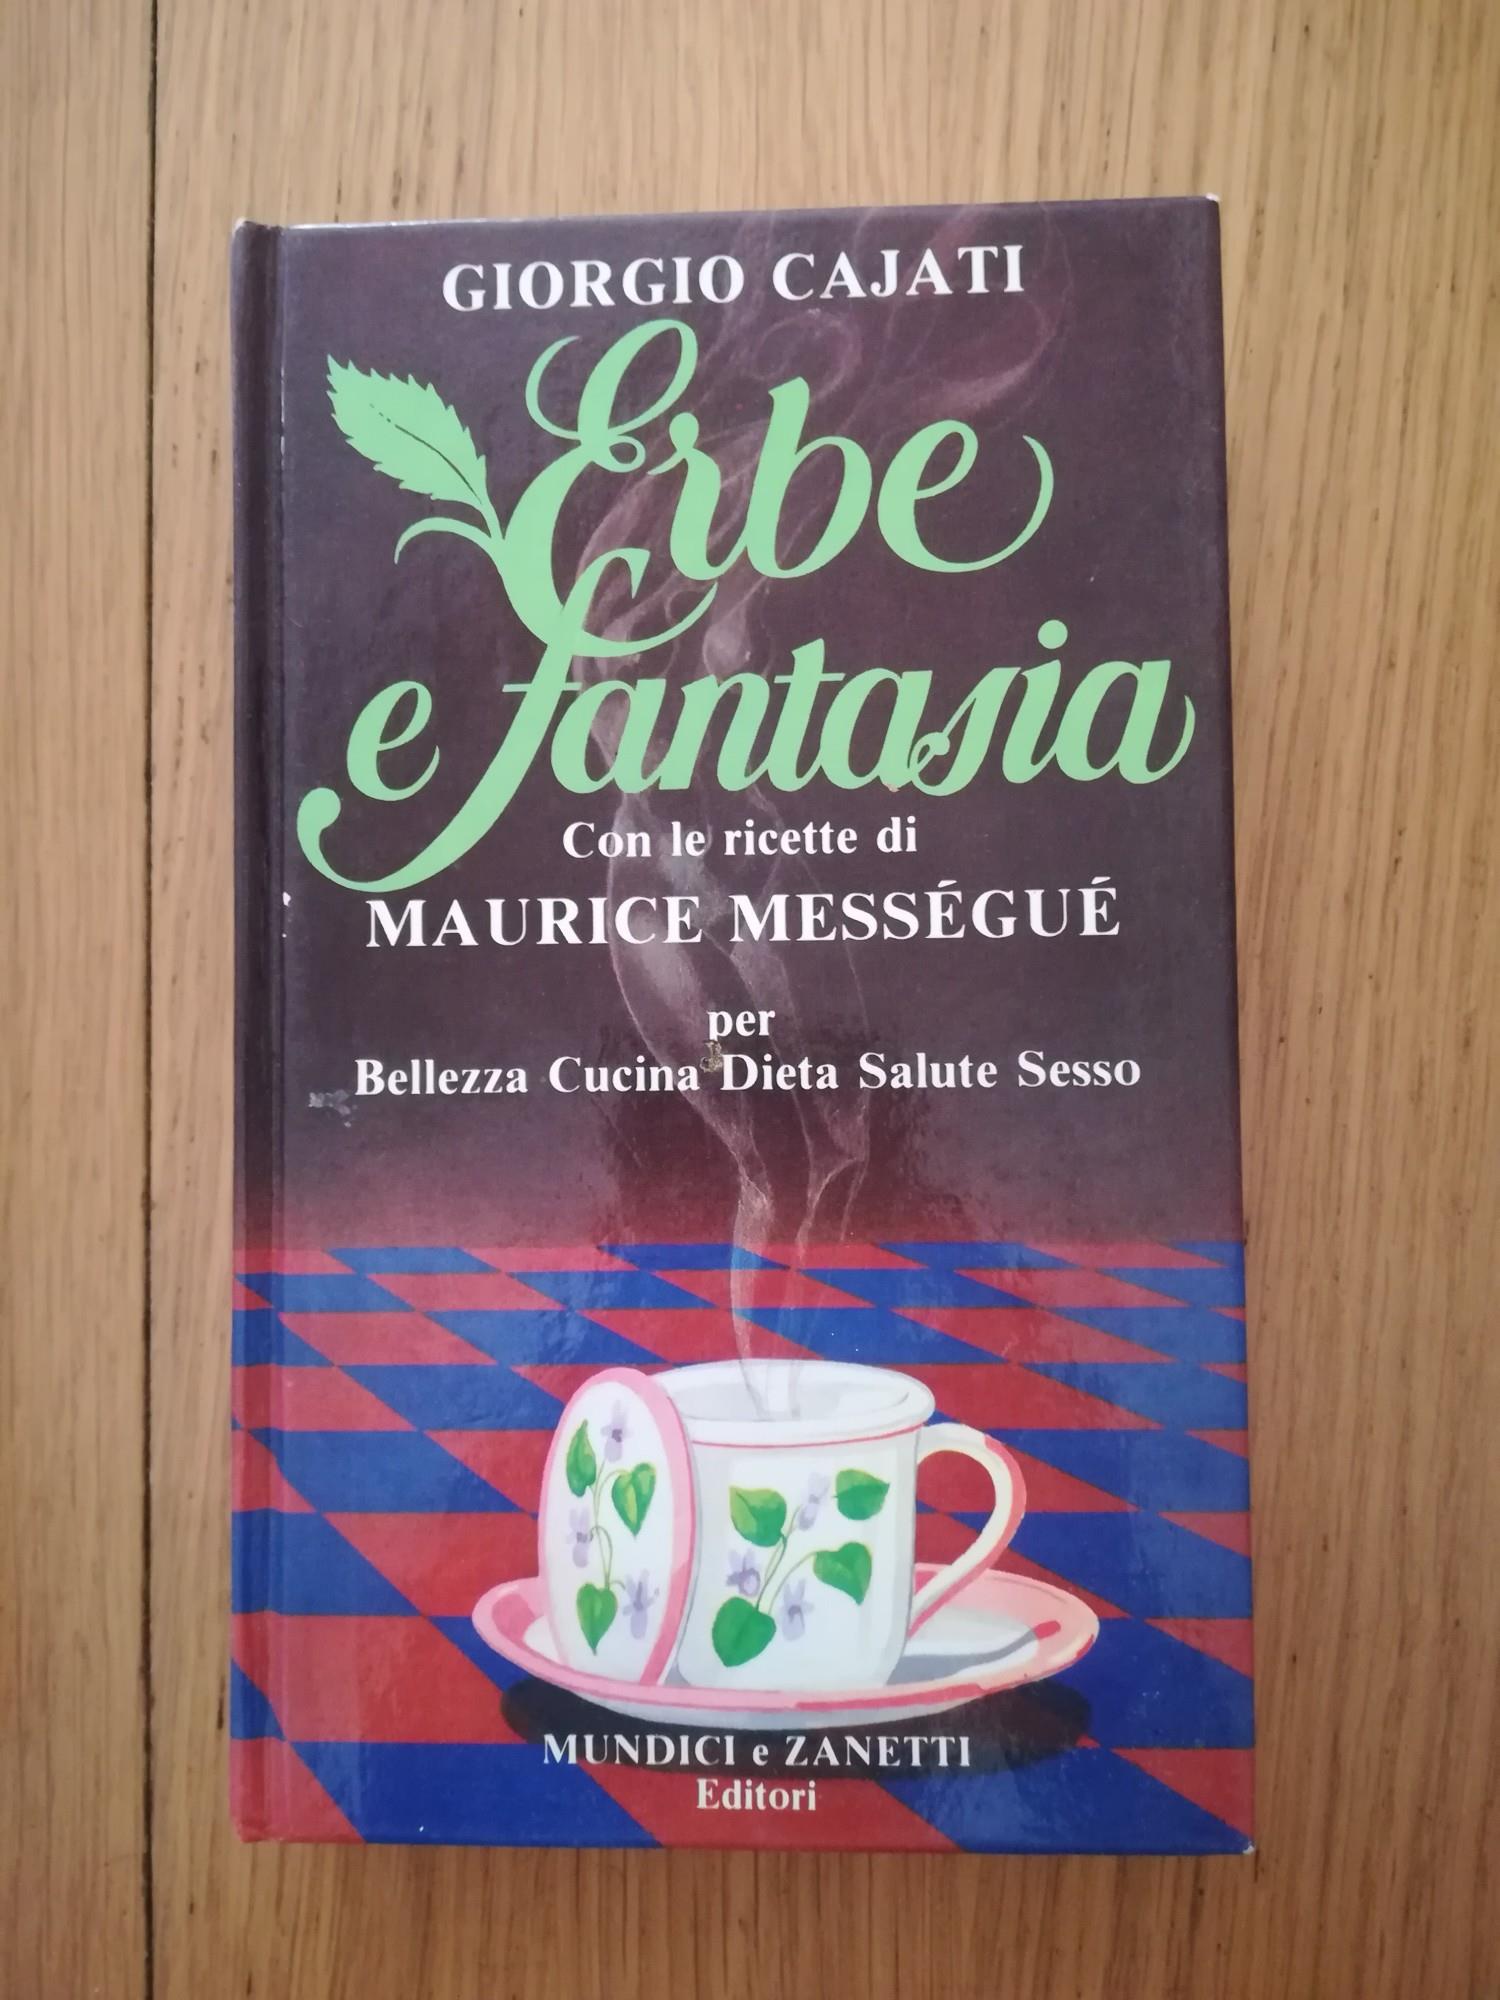 GIORGIO CAJATI
Erbe
e fantasia
Con le ricette di
MAURICE MESSÉGUÉ
per
Bellezza Cucina Dieta Salute Sesso
MUNDICI e ZANETTI
Editori